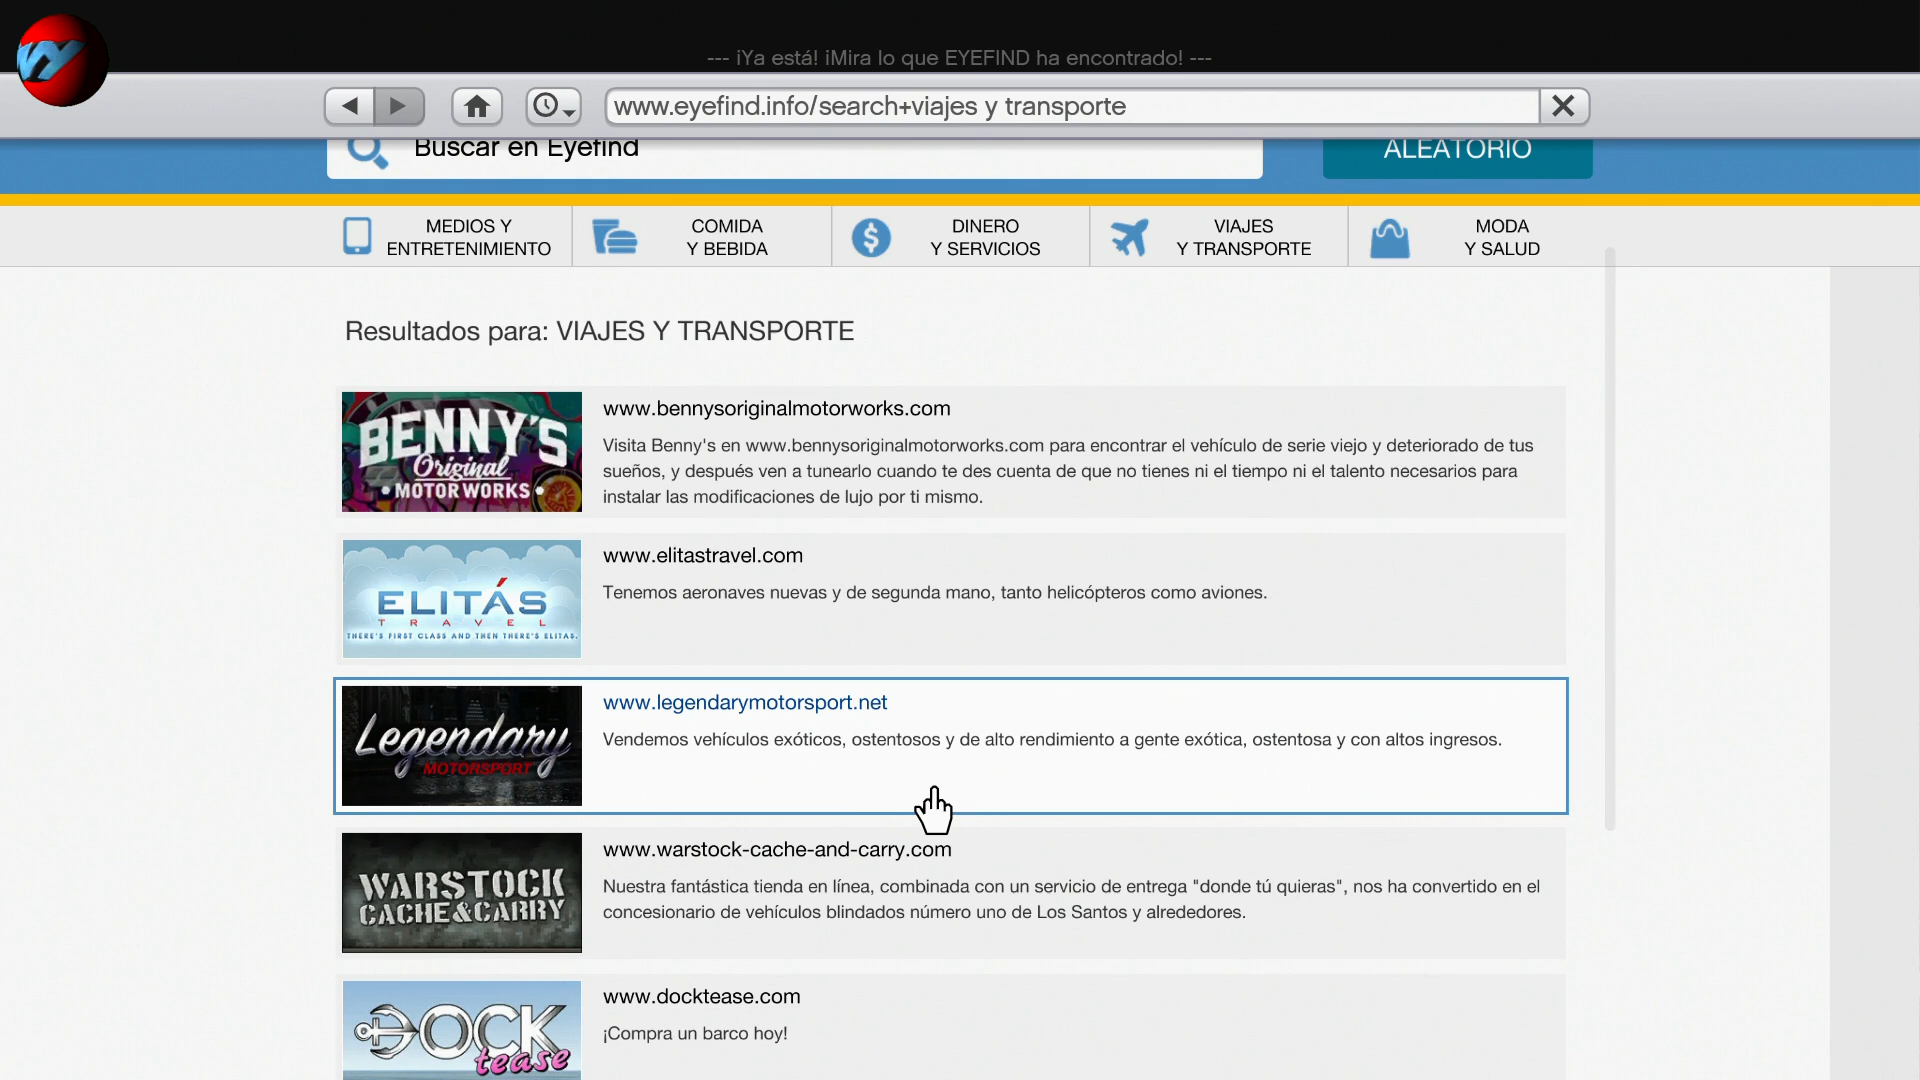 --- ¡Ya está! ¡Mira lo que EYEFIND ha encontrado! ---
www.eyefind.info/search+viajes y transporte
Buscar en Eyefind
ALEATORIO
MEDIOS Y
ENTRETENIMIENTO
COMIDA
Y BEBIDA
DINERO
Y SERVICIOS
VIAJES
Y TRANSPORTE
MODA
Y SALUD
Resultados para: VIAJES Y TRANSPORTE
BENNY'S
Original
MOTOR WORKS
www.bennysoriginalmotorworks.com
Visita Benny's en www.bennysoriginalmotorworks.com para encontrar el vehículo de serie viejo y deteriorado de tus
sueños, y después ven a tunearlo cuando te des cuenta de que no tienes ni el tiempo ni el talento necesarios para
instalar las modificaciones de lujo por ti mismo.
ELITÁS
TRAVEL
THERE'S FIRST CLASS AND THEN THERE'S ELITAS.
www.elitastravel.com
Tenemos aeronaves nuevas y de segunda mano, tanto helicópteros como aviones.
Legendary
MOTORSPORT
www.legendarymotorsport.net
Vendemos vehículos exóticos, ostentosos y de alto rendimiento a gente exótica, ostentosa y con altos ingresos.
WARSTOCK
CACHE&CARRY
www.warstock-cache-and-carry.com
Nuestra fantástica tienda en línea, combinada con un servicio de entrega "donde tú quieras", nos ha convertido en el
concesionario de vehículos blindados número uno de Los Santos y alrededores.
DOCK
tease
www.docktease.com
¡Compra un barco hoy!